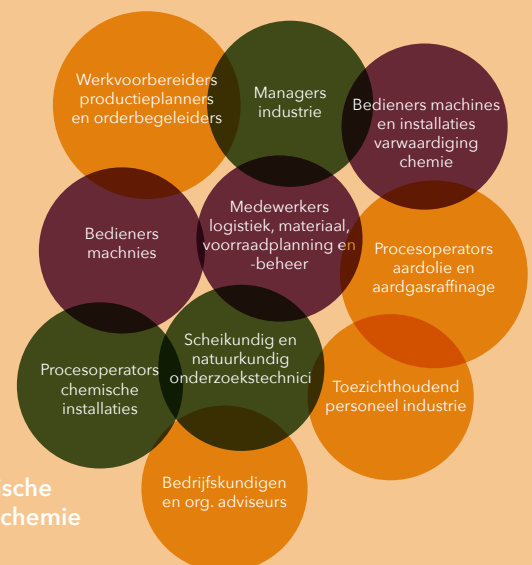 Werkvoorbereiders
productieplanners
en orderbegeleiders
Managers
industrie
Bedieners machines
en installaties
varwaardiging
chemie
Bedieners
machnies
Medewerkers
logistiek, materiaal,
voorraadplanning en
-beheer
Procesoperators
aardolie en
aardgasraffinage
Procesoperators
chemische
installaties
Scheikundig en
natuurkundig
onderzoekstechnici
Toezichthoudend
personeel industrie
Bedrijfskundigen
en org. adviseurs
ische
chemie